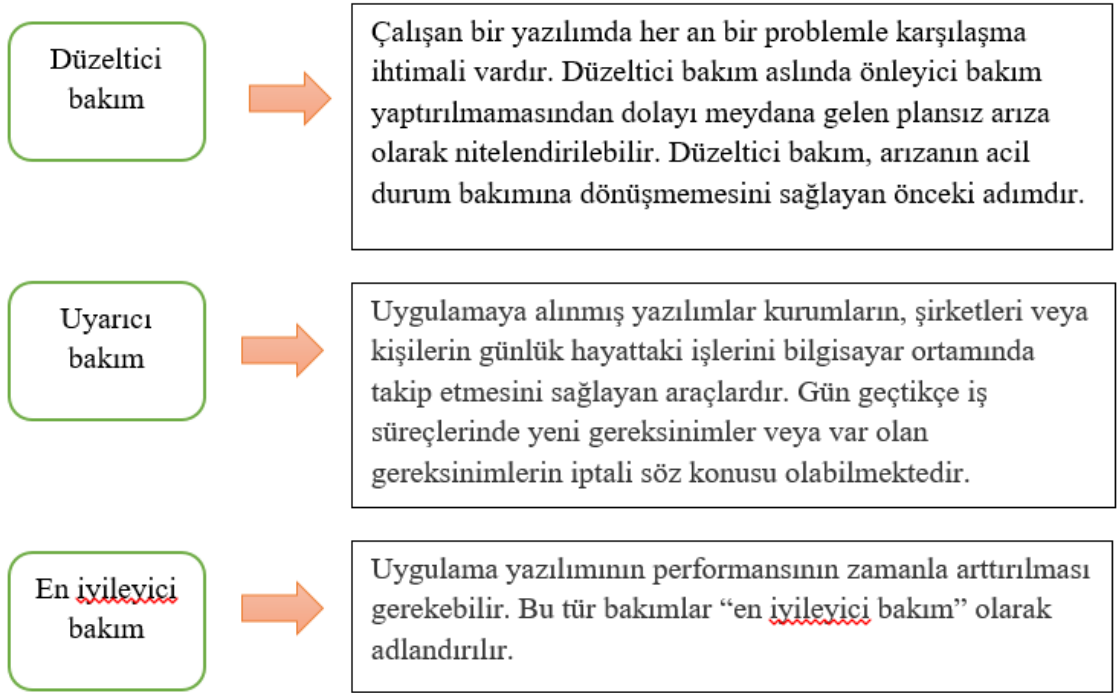 Düzeltici
bakım
Çalışan bir yazılımda her an bir problemle karşılaşma
ihtimali vardır. Düzeltici bakım aslında önleyici bakım
yaptırılmamasından dolayı meydana gelen plansız arıza
olarak nitelendirilebilir. Düzeltici bakım, arızanın acil
durum bakımına dönüşmemesini sağlayan önceki adımdır.
Uyarıcı
bakım
Uygulamaya alınmış yazılımlar kurumların, şirketleri veya
kişilerin günlük hayattaki işlerini bilgisayar ortamında
takip etmesini sağlayan araçlardır. Gün geçtikçe iş
süreçlerinde yeni gereksinimler veya var olan
gereksinimlerin iptali söz konusu olabilmektedir.
En iyileyici
bakım
Uygulama yazılımının performansının zamanla arttırılması
gerekebilir. Bu tür bakımlar “en iyileyici bakım” olarak
adlandırılır.